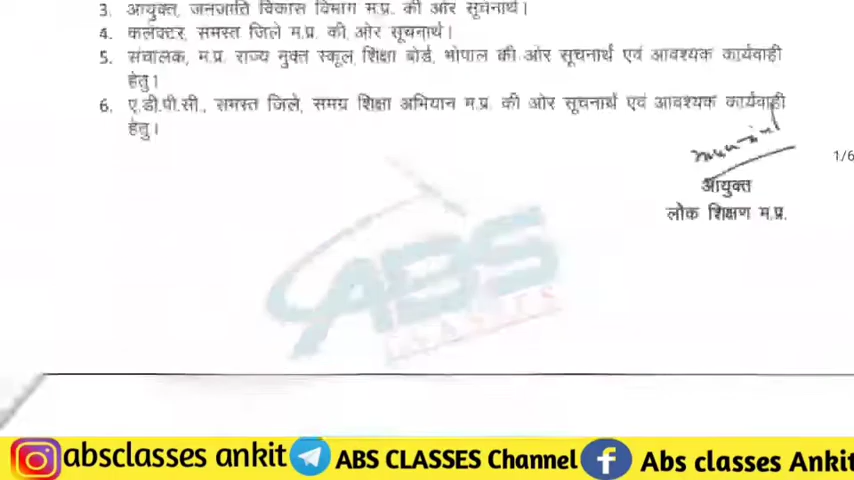 3. आयुक्त, जनजाति विकास विभाग म.प्र. की ओर सूचनार्थ।
4. कलेक्टर, समस्त जिले म.प्र. की ओर सूचनार्थ।
5. संचालक, म.प्र. राज्य मुक्त स्कूल शिक्षा बोर्ड, भोपाल की ओर सूचनार्थ एवं आवश्यक कार्यवाही
हेतु।
6. ए.डी.पी.सी., समस्त जिले, समग्र शिक्षा अभियान म.प्र. की ओर सूचनार्थ एवं आवश्यक कार्यवाही
हेतु।
1/6
आयुक्त
लोक शिक्षण म.प्र.
ABS
CLASSES
absclasses ankit ABS CLASSES Channel Abs classes Ankit